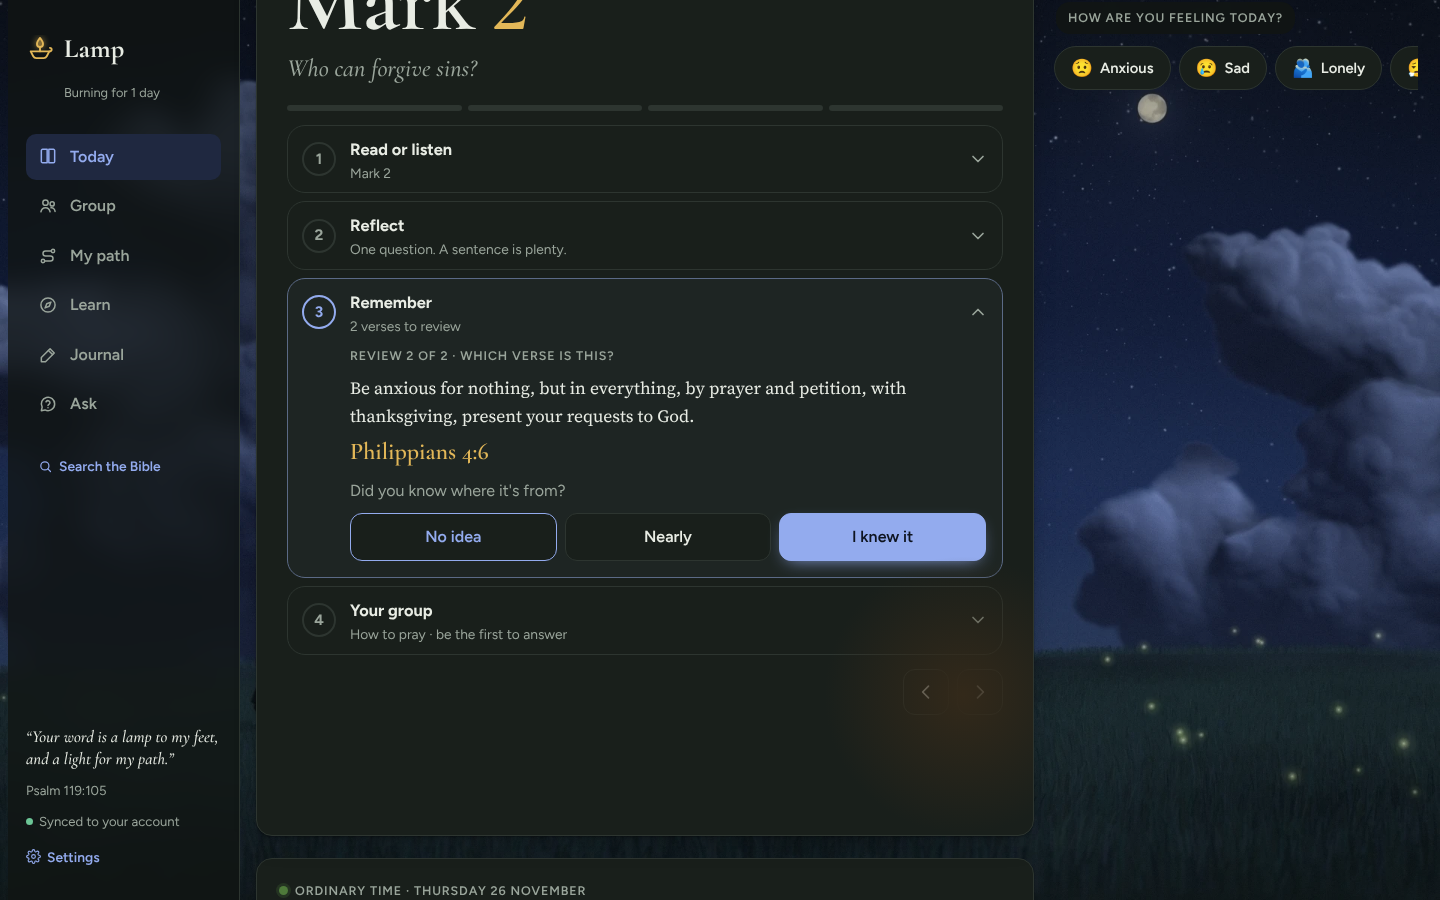 Lamp
Burning for 1 day
Today
Group
My path
Learn
Journal
Ask
Search the Bible
“Your word is a lamp to my feet,
and a light for my path.”
Psalm 119:105
Synced to your account
Settings
Mark 2
Who can forgive sins?
1
Read or listen
Mark 2
2
Reflect
One question. A sentence is plenty.
3
Remember
2 verses to review
REVIEW 2 OF 2 · WHICH VERSE IS THIS?
Be anxious for nothing, but in everything, by prayer and petition, with
thanksgiving, present your requests to God.
Philippians 4:6
Did you know where it's from?
No idea
Nearly
I knew it
4
Your group
How to pray · be the first to answer
ORDINARY TIME · THURSDAY 26 NOVEMBER
HOW ARE YOU FEELING TODAY?
Anxious
Sad
Lonely